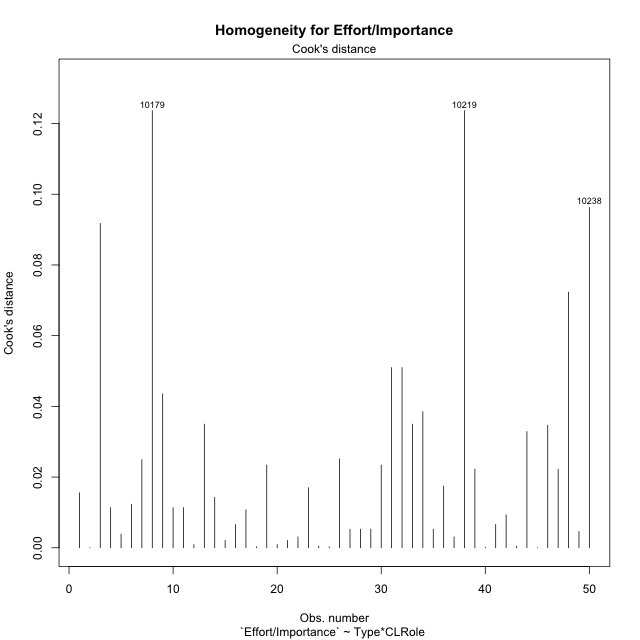 Homogeneity for Effort/Importance
Cook's distance
10179
10219
10238
Cook's distance
0.12
0.10
0.08
0.06
0.04
0.02
0.00
0 10 20 30 40 50
Obs. number
`Effort/Importance` ~ Type*CLRole